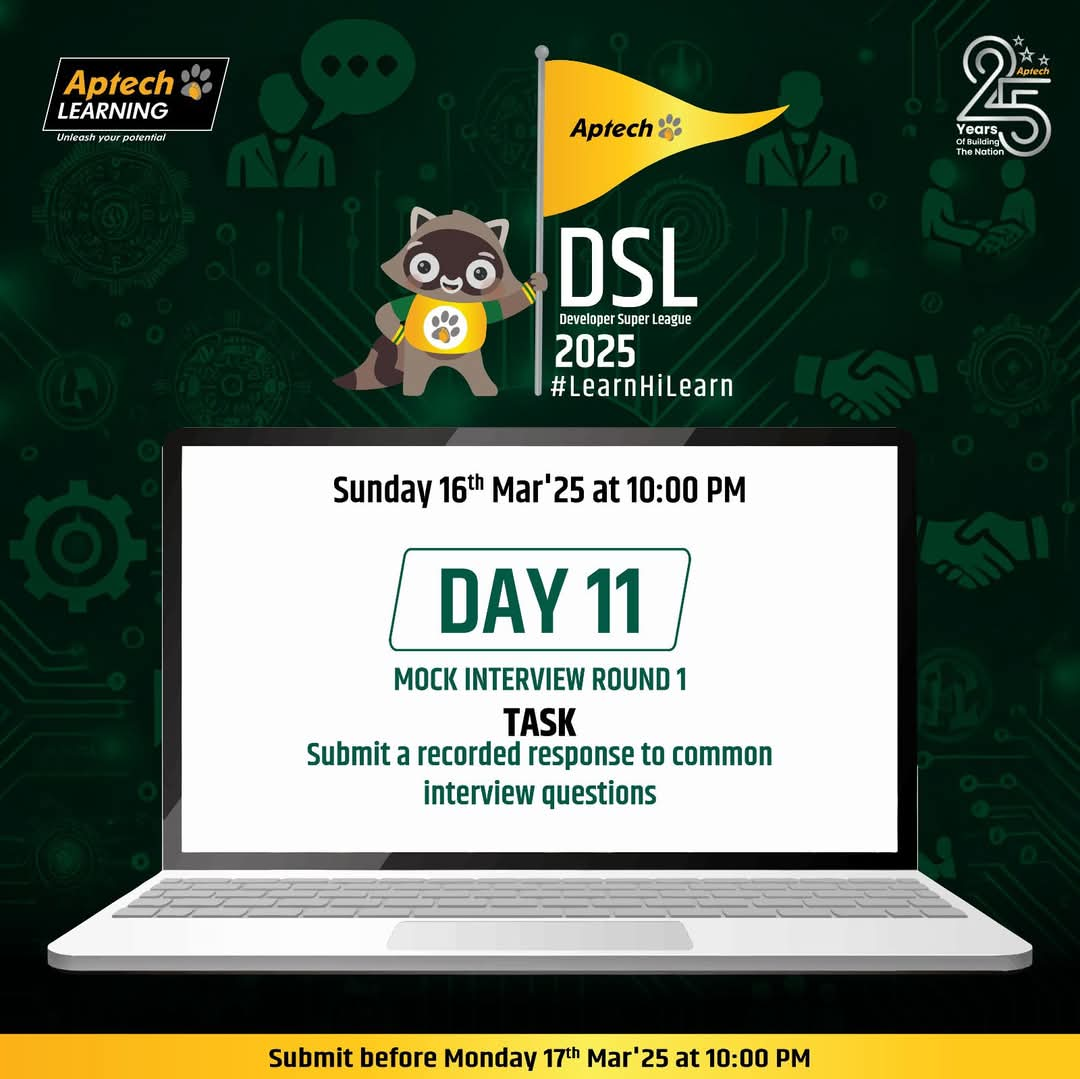 Aptech
LEARNING
Unleash your potential
Aptech
25
Aptech
Years
Of Building
The Nation
DSL
Developer Super League
2025
#LearnHiLearn
Sunday 16th Mar'25 at 10:00 PM
DAY 11
MOCK INTERVIEW ROUND 1
TASK
Submit a recorded response to common
interview questions
Submit before Monday 17th Mar'25 at 10:00 PM